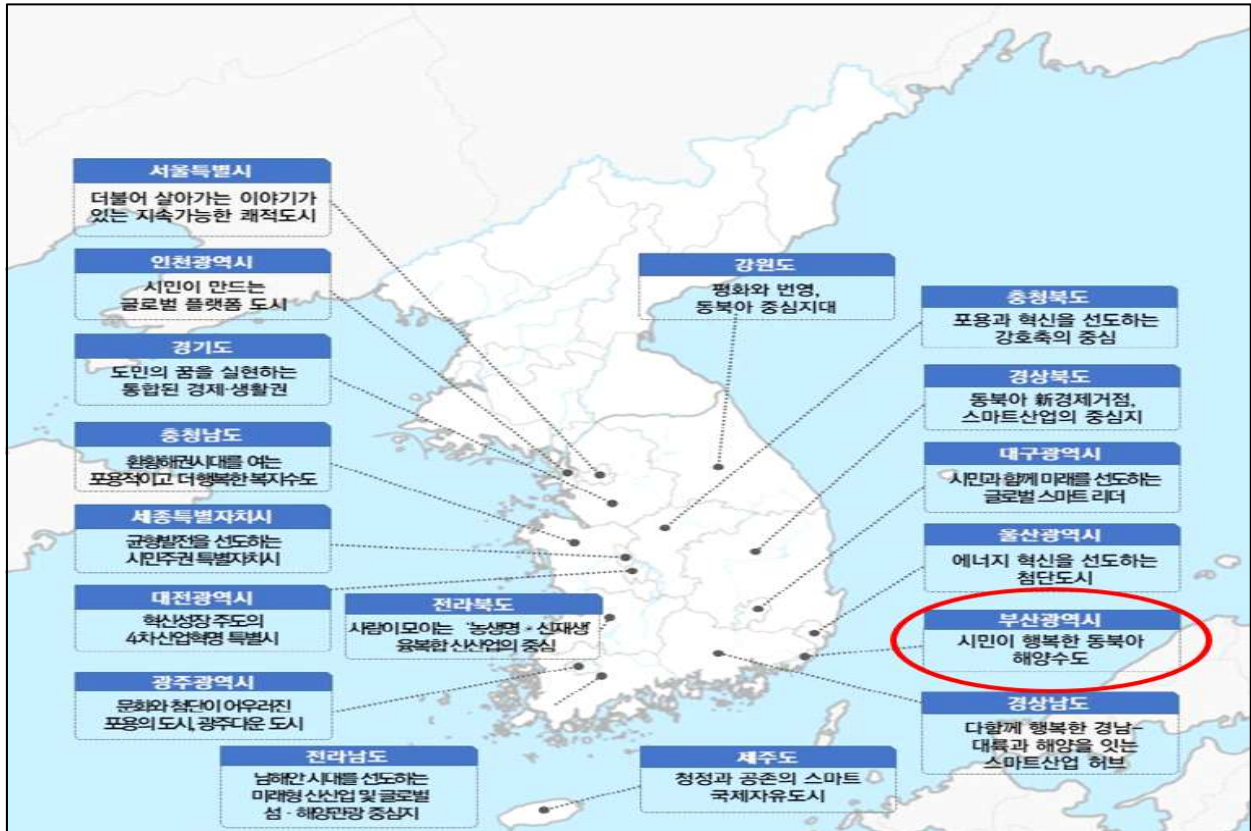 서울특별시
더불어 살아가는 이야기가
있는 지속가능한 쾌적도시
인천광역시
시민이 만드는
글로벌 플랫폼 도시
경기도
도민의 꿈을 실현하는
통합된 경제·생활권
충청남도
환황해권시대를 여는
포용적이고 더 행복한 복지수도
세종특별자치시
균형발전을 선도하는
시민주권 특별자치시
대전광역시
혁신성장 주도의
4차 산업혁명 특별시
전라북도
사람이 모이는 '농생명·신재생'
융복합 신산업의 중심
광주광역시
문화와 첨단이 어우러진
포용의 도시, 광주다운 도시
전라남도
남해안 시대를 선도하는
미래형 신산업 및 글로벌
섬·해양관광 중심지
제주도
청정과 공존의 스마트
국제자유도시
강원도
평화와 번영,
동북아 중심지대
충청북도
포용과 혁신을 선도하는
강호축의 중심
경상북도
동북아 新경제거점,
스마트산업의 중심지
대구광역시
시민과 함께 미래를 선도하는
글로벌 스마트 리더
울산광역시
에너지 혁신을 선도하는
첨단도시
부산광역시
시민이 행복한 동북아
해양수도
경상남도
다함께 행복한 경남-
대륙과 해양을 잇는
스마트산업 허브